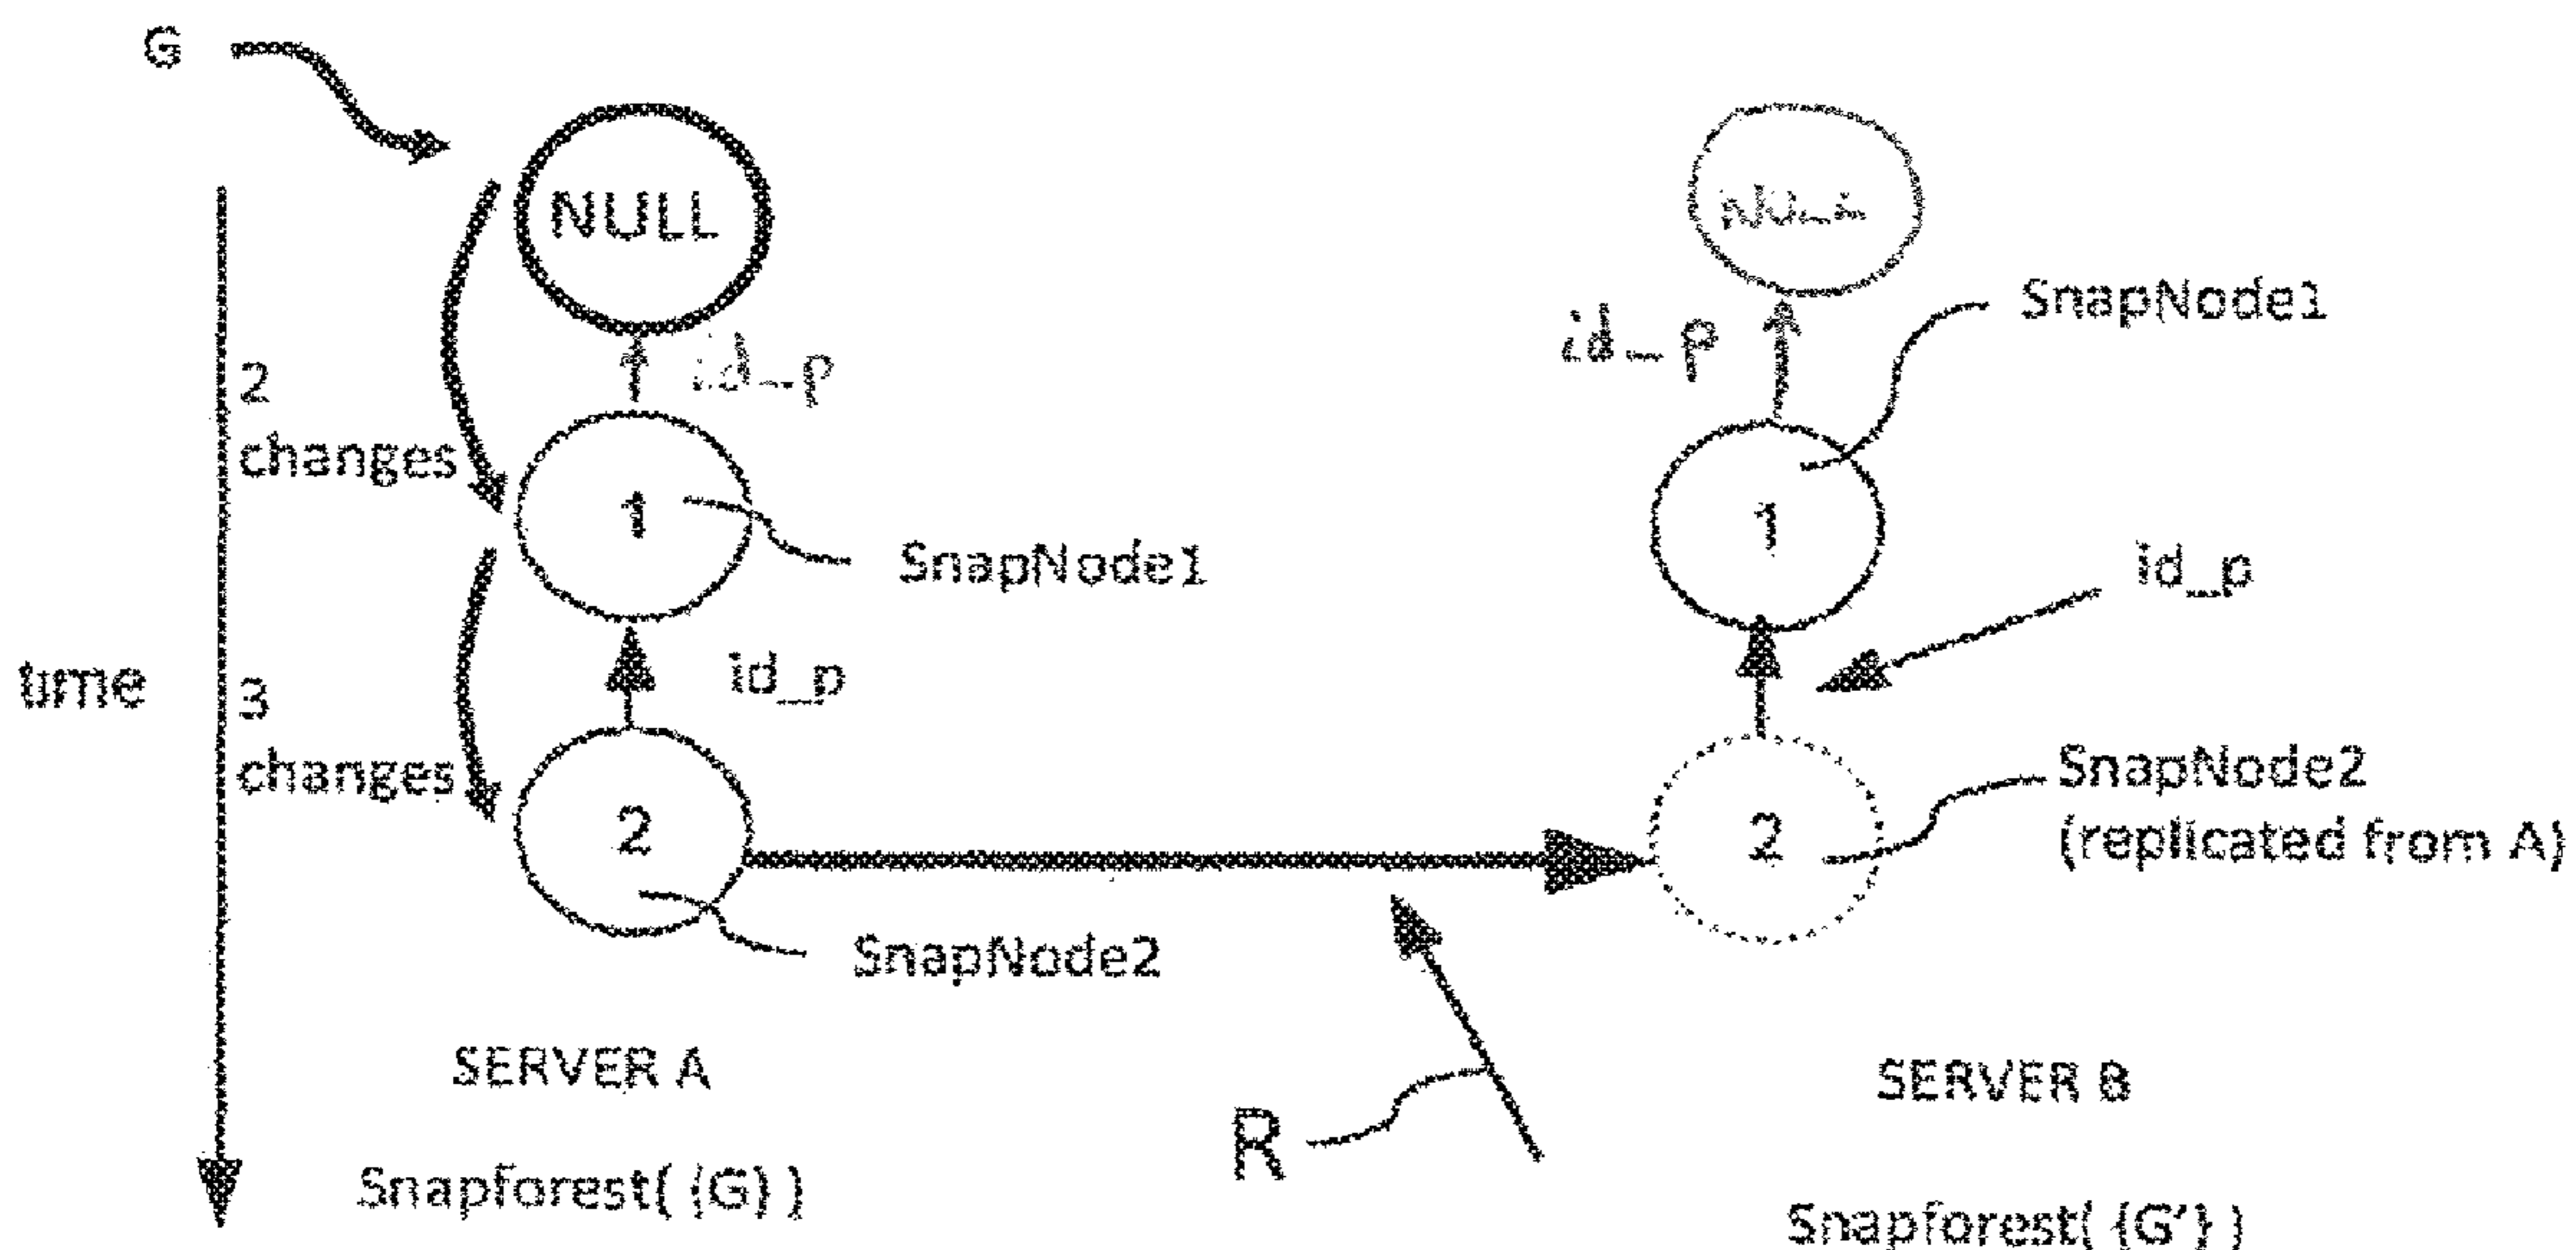 G
NULL
id_p
2
changes
1
SnapNode1
time
id_p
3
changes
2
SnapNode2
SERVER A
Snapforest( {G} )
R
id_p
SnapNode1
1
id_p
2
SnapNode2
(replicated from A)
SERVER B
Snapforest( {G'} )